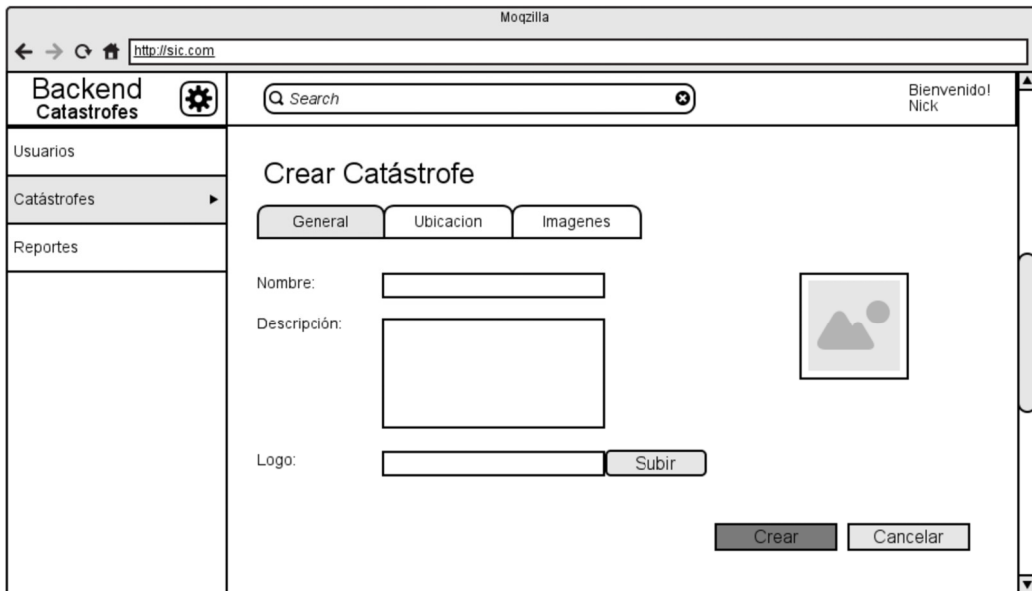 Moqzilla
http://sic.com
Backend
Catastrofes
Search
Bienvenido!
Nick
Usuarios
Catástrofes
Reportes
Crear Catástrofe
General
Ubicacion
Imagenes
Nombre:
Descripción:
Logo:
Subir
Crear
Cancelar